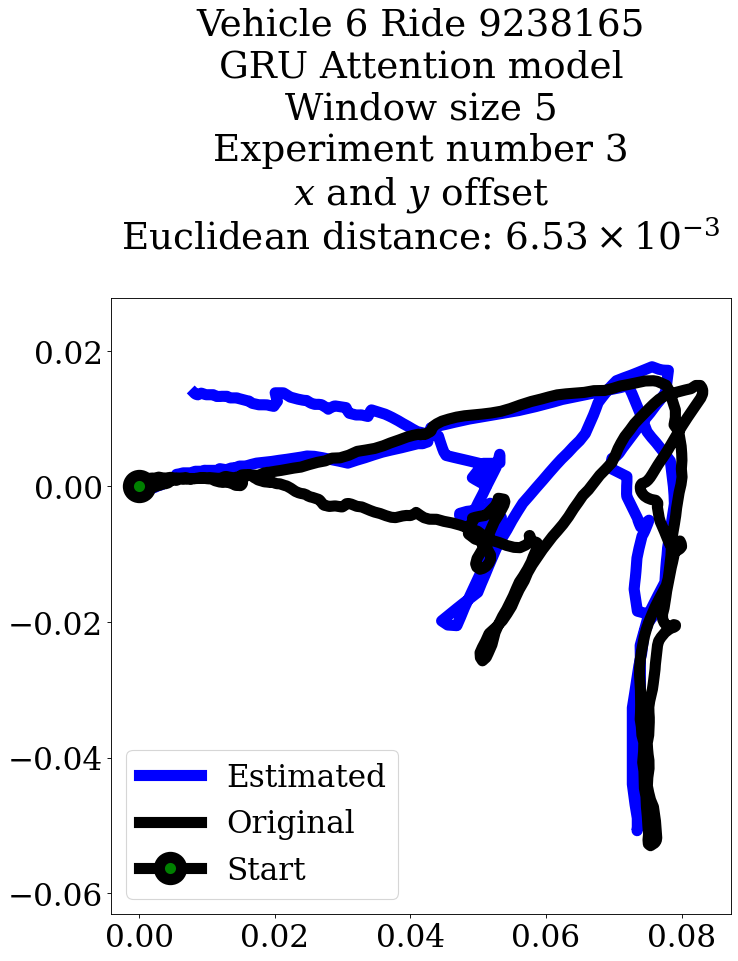 Vehicle 6 Ride 9238165
GRU Attention model
Window size 5
Experiment number 3
x and y offset
Euclidean distance: 6.53 × 10⁻³
0.02
0.00
−0.02
−0.04
−0.06
Estimated
Original
Start
0.00 0.02 0.04 0.06 0.08